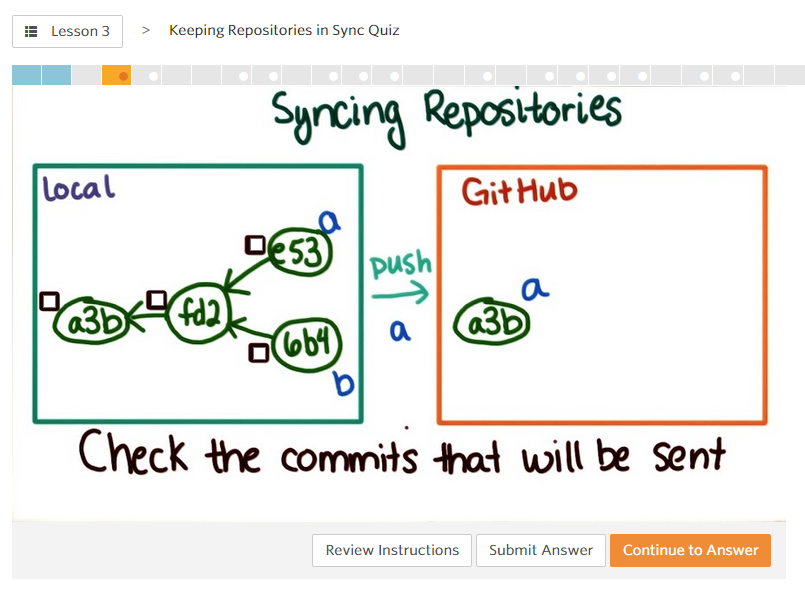 Lesson 3 > Keeping Repositories in Sync Quiz
Syncing Repositories
local
GitHub
a
e53
push
a
a3b
fd2
a3b
6b4
a
b
Check the commits that will be sent
Review Instructions
Submit Answer
Continue to Answer